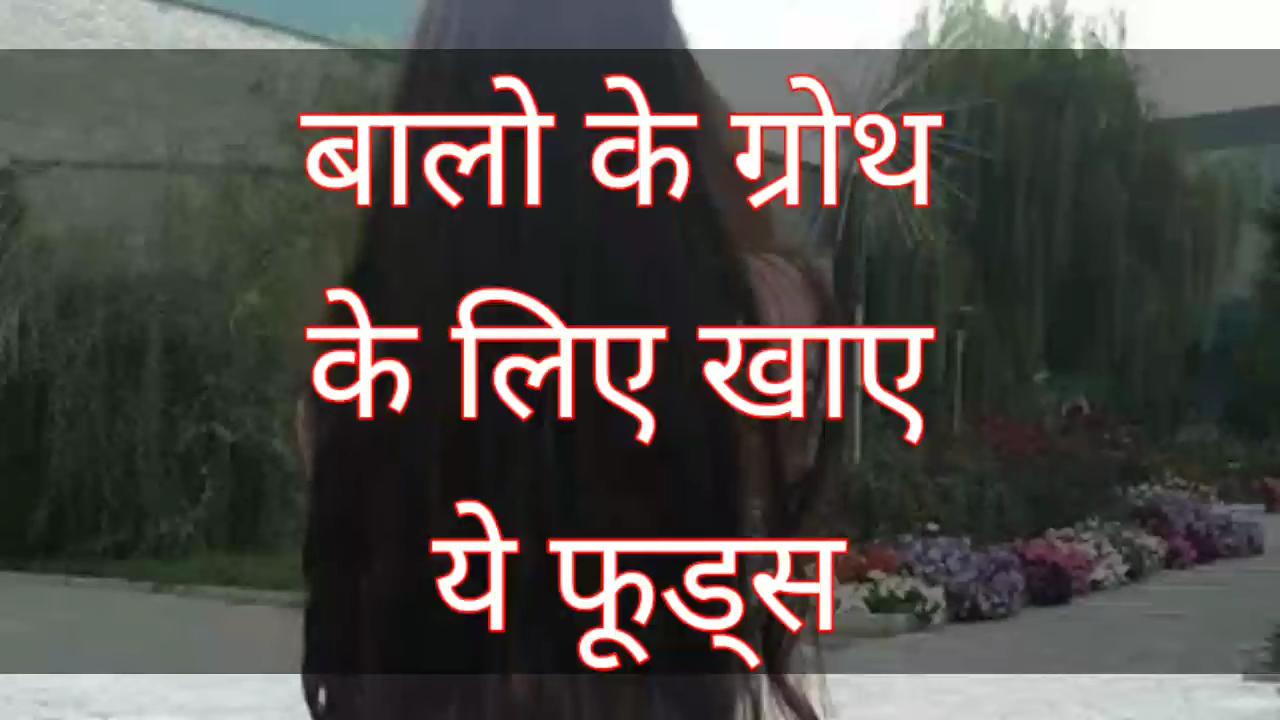 बालो के ग्रोथ
के लिए खाए
ये फूड्स